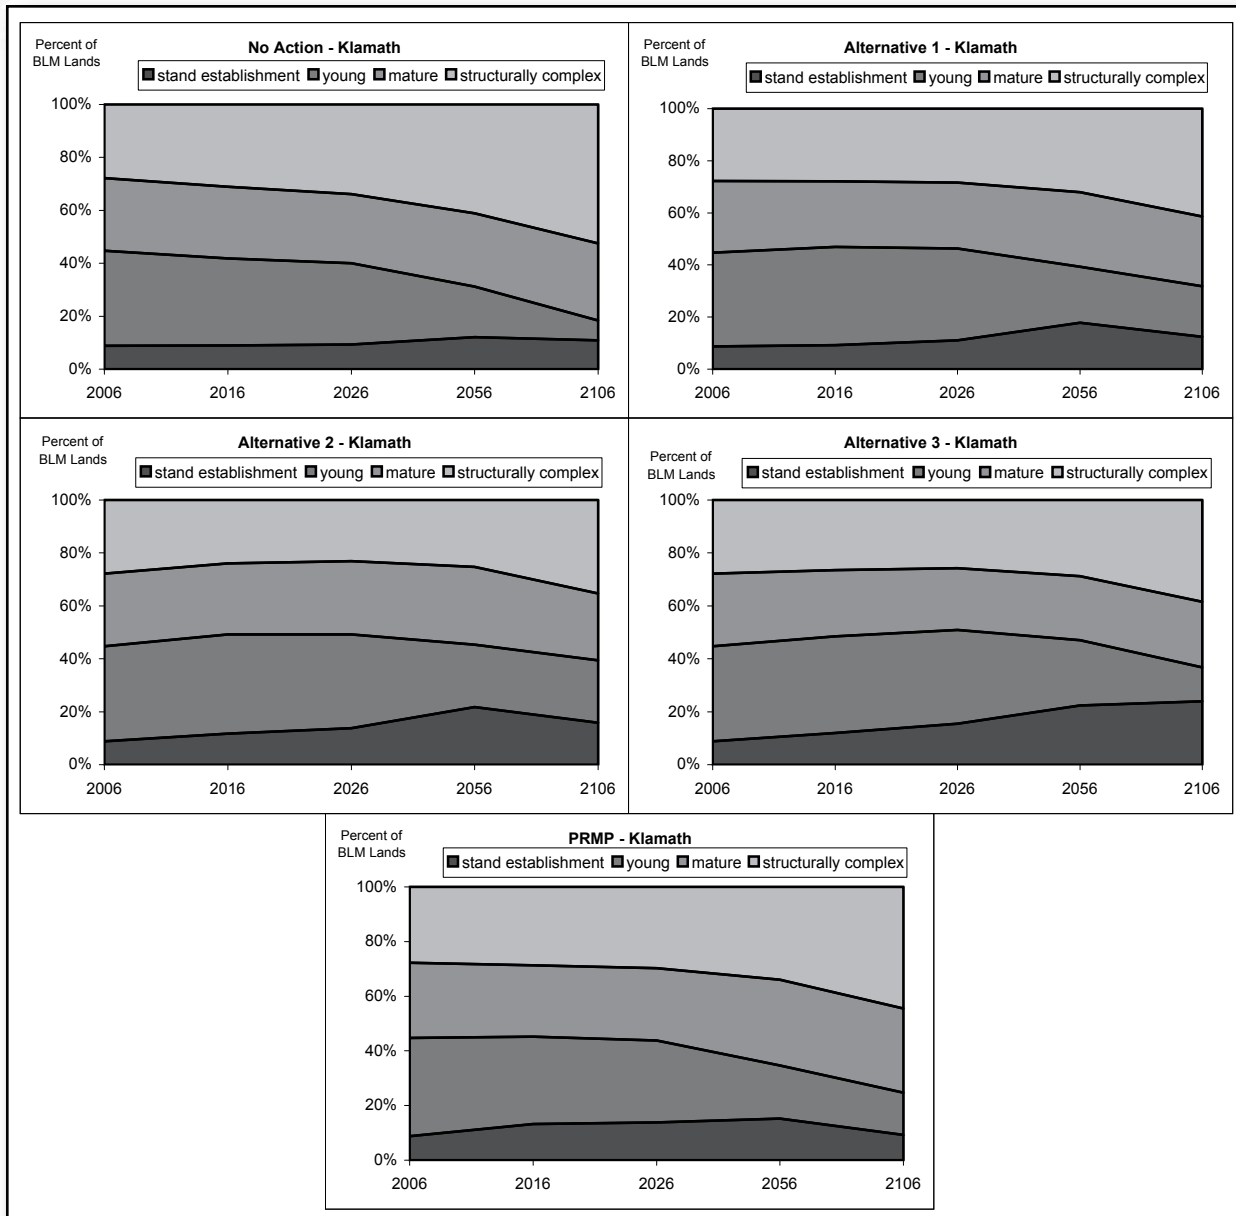 Percent of
BLM Lands
No Action - Klamath
stand establishment young mature structurally complex
100%
80%
60%
40%
20%
0%
2006 2016 2026 2056 2106
Percent of
BLM Lands
Alternative 1 - Klamath
stand establishment young mature structurally complex
100%
80%
60%
40%
20%
0%
2006 2016 2026 2056 2106
Percent of
BLM Lands
Alternative 2 - Klamath
stand establishment young mature structurally complex
100%
80%
60%
40%
20%
0%
2006 2016 2026 2056 2106
Percent of
BLM Lands
Alternative 3 - Klamath
stand establishment young mature structurally complex
100%
80%
60%
40%
20%
0%
2006 2016 2026 2056 2106
Percent of
BLM Lands
PRMP - Klamath
stand establishment young mature structurally complex
100%
80%
60%
40%
20%
0%
2006 2016 2026 2056 2106